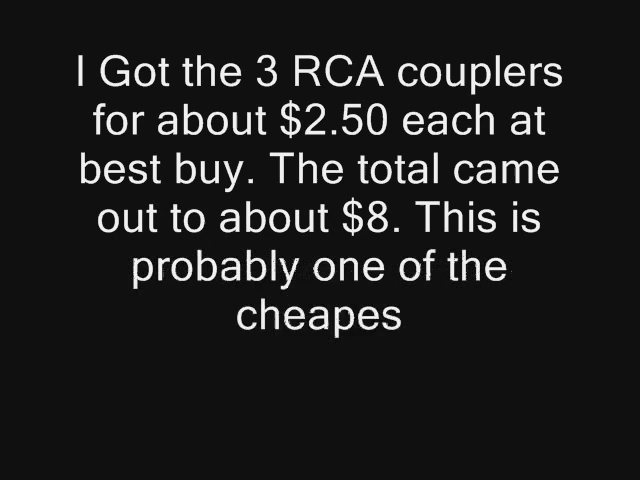 I Got the 3 RCA couplers
for about $2.50 each at
best buy. The total came
out to about $8. This is
probably one of the
cheapes